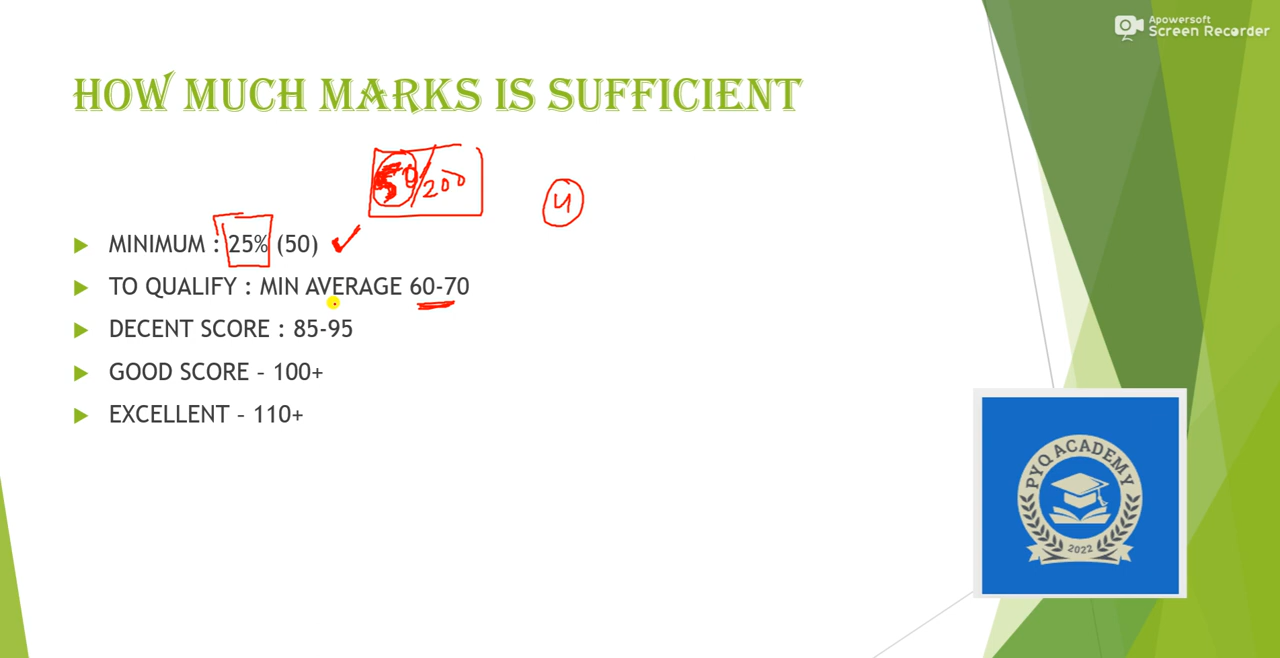 Apowersoft
Screen Recorder
HOW MUCH MARKS IS SUFFICIENT
50/200
4
MINIMUM : 25% (50)
TO QUALIFY : MIN AVERAGE 60-70
DECENT SCORE : 85-95
GOOD SCORE – 100+
EXCELLENT – 110+
PYQ ACADEMY
2022